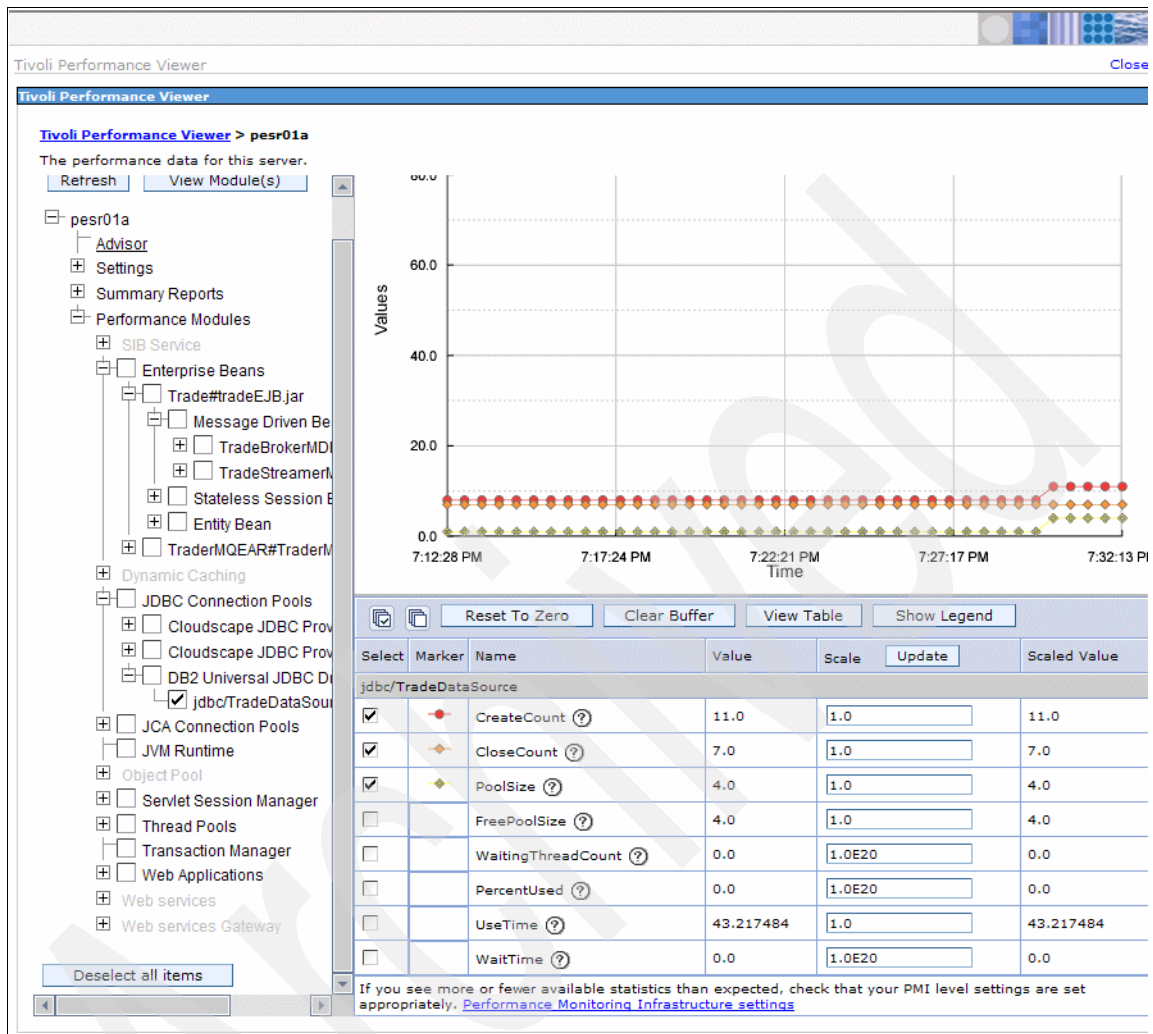 Tivoli Performance Viewer
Close
Tivoli Performance Viewer
Tivoli Performance Viewer > pesr01a
The performance data for this server.
Refresh View Module(s)
pesr01a
Advisor
Settings
Summary Reports
Performance Modules
SIB Service
Enterprise Beans
Trade#tradeEJB.jar
Message Driven Be
TradeBrokerMD
TradeStreamer
Stateless Session
Entity Bean
TraderMQEAR#TraderM
Dynamic Caching
JDBC Connection Pools
Cloudscape JDBC Prov
Cloudscape JDBC Prov
DB2 Universal JDBC D
jdbc/TradeDataSour
JCA Connection Pools
JVM Runtime
Object Pool
Servlet Session Manager
Thread Pools
Transaction Manager
Web Applications
Web services
Web services Gateway
Deselect all items
80.0
60.0
40.0
20.0
0.0
Values
7:12:28 PM 7:17:24 PM 7:22:21 PM 7:27:17 PM 7:32:13 P
Time
Reset To Zero Clear Buffer View Table Show Legend
Select Marker Name Value Scale Update Scaled Value
jdbc/TradeDataSource
CreateCount ? 11.0 1.0 11.0
CloseCount ? 7.0 1.0 7.0
PoolSize ? 4.0 1.0 4.0
FreePoolSize ? 4.0 1.0 4.0
WaitingThreadCount ? 0.0 1.0E20 0.0
PercentUsed ? 0.0 1.0E20 0.0
UseTime ? 43.217484 1.0 43.217484
WaitTime ? 0.0 1.0E20 0.0
If you see more or fewer available statistics than expected, check that your PMI level settings are set
appropriately. Performance Monitoring Infrastructure settings
Archived